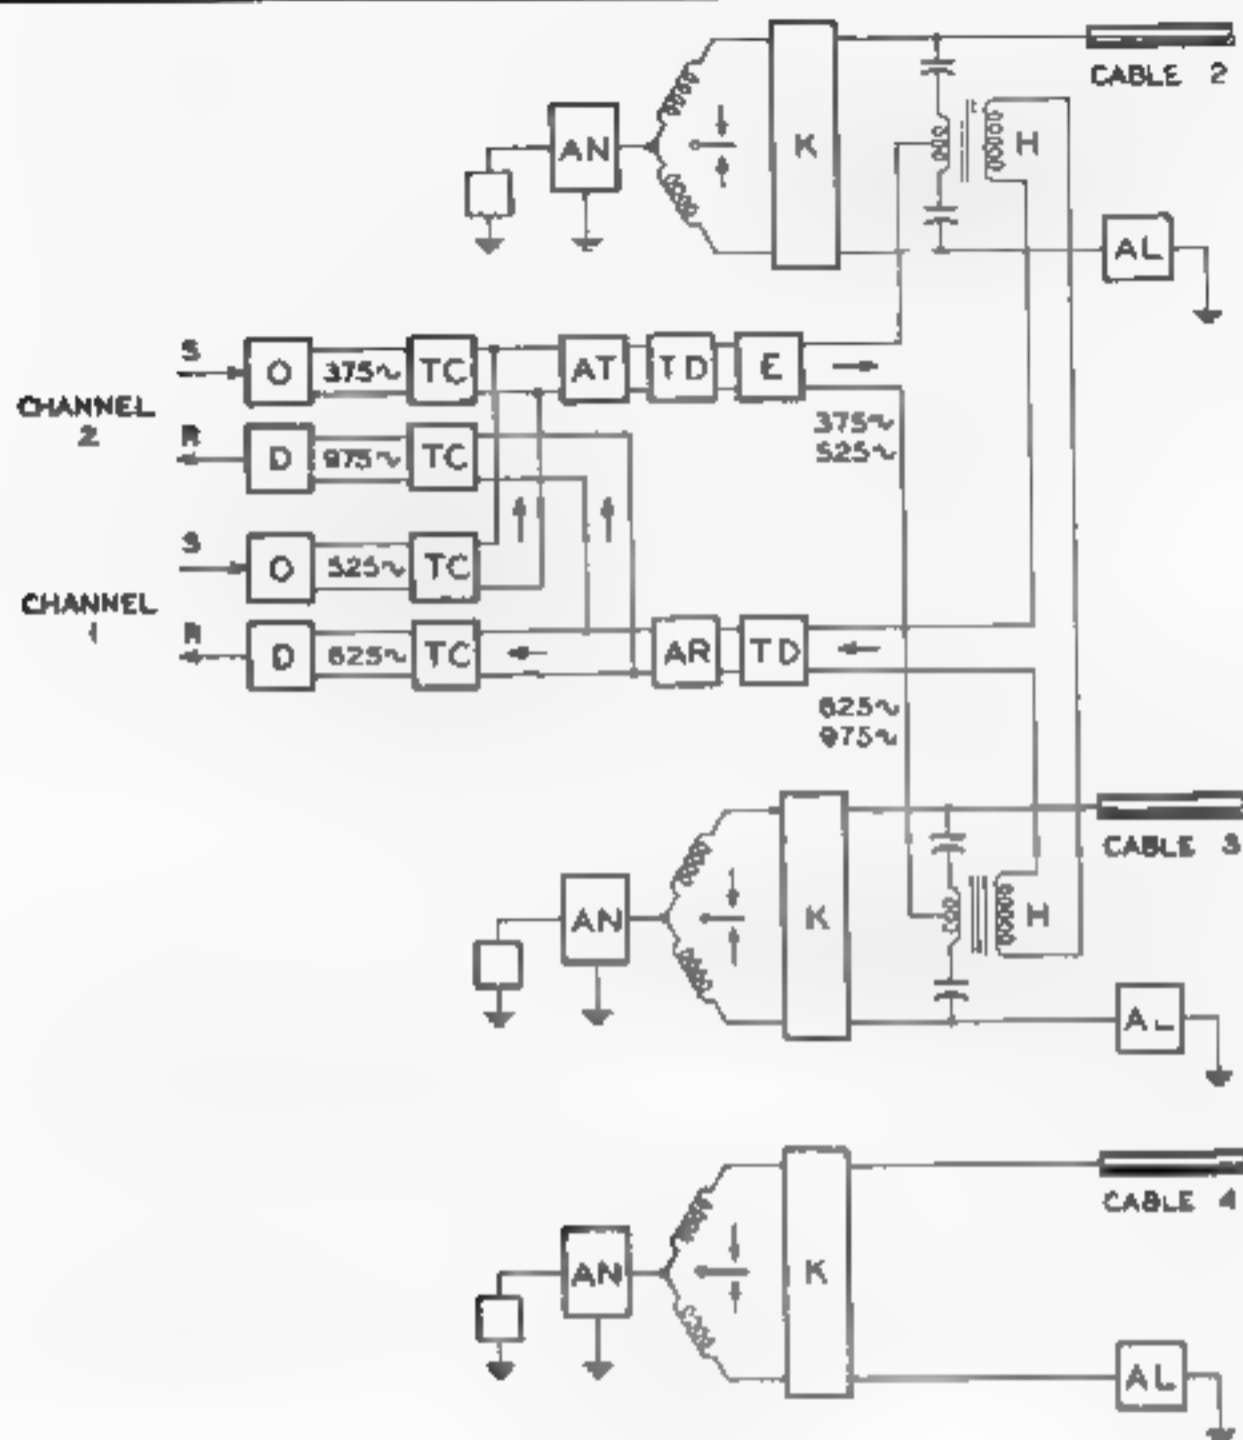 CABLE 2
AN
K
H
AL
S
O
375~
TC
AT
TD
E
CHANNEL
2
R
D
975~
TC
375~
525~
S
O
525~
TC
CHANNEL
1
R
D
625~
TC
AR
TD
625~
975~
CABLE 3
AN
K
H
AL
CABLE 4
AN
K
AL